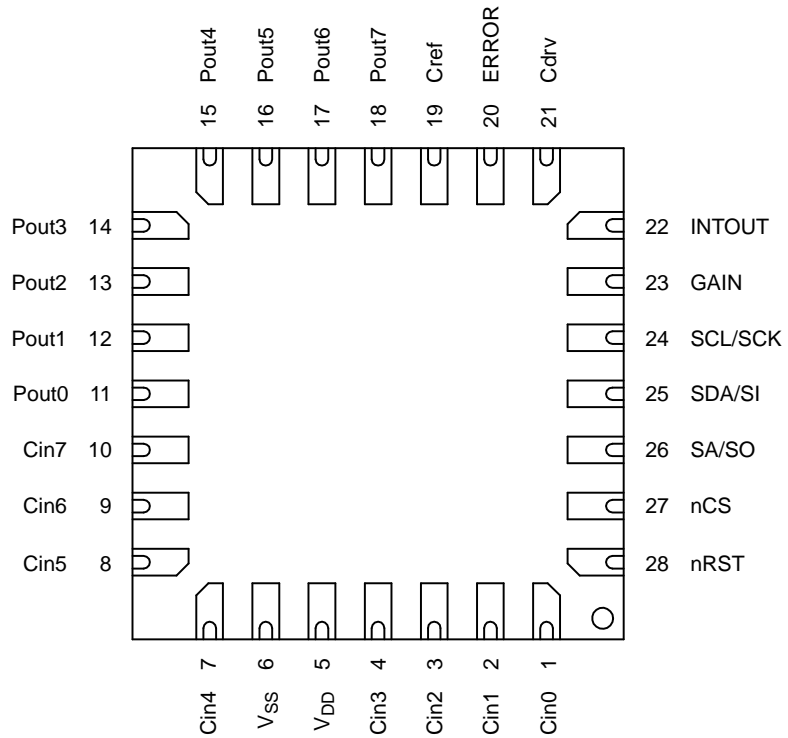 15 Pout4
16 Pout5
17 Pout6
18 Pout7
19 Cref
20 ERROR
21 Cdrv
Pout3 14
Pout2 13
Pout1 12
Pout0 11
Cin7 10
Cin6 9
Cin5 8
22 INTOUT
23 GAIN
24 SCL/SCK
25 SDA/SI
26 SA/SO
27 nCS
28 nRST
Cin4 7
VSS 6
VDD 5
Cin3 4
Cin2 3
Cin1 2
Cin0 1